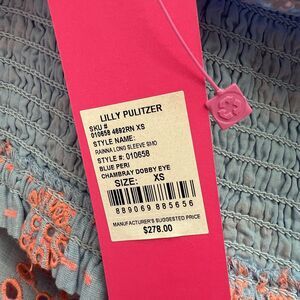 LILLY PULITZER
SKU #
010658 4692RN XS
STYLE NAME:
RAINNA LONG SLEEVE SMO
STYLE #: 010658
BLUE PERI
CHAMBRAY DOBBY EYE
SIZE: XS
889069 885656
MANUFACTURER'S SUGGESTED PRICE
$278.00